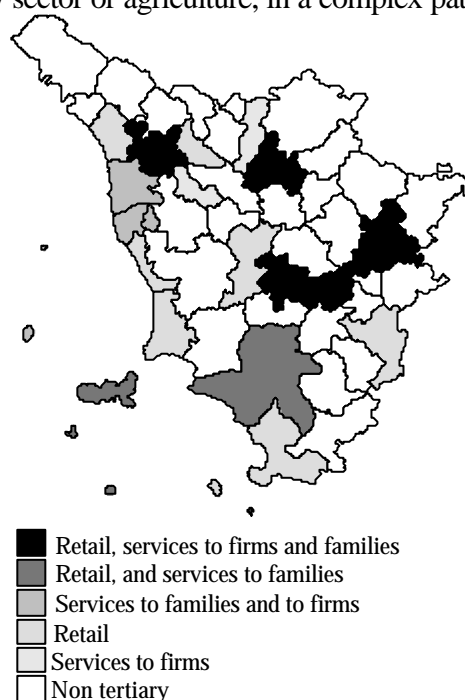 sector or agriculture, in a complex pat
Retail, services to firms and families
Retail, and services to families
Services to families and to firms
Retail
Services to firms
Non tertiary